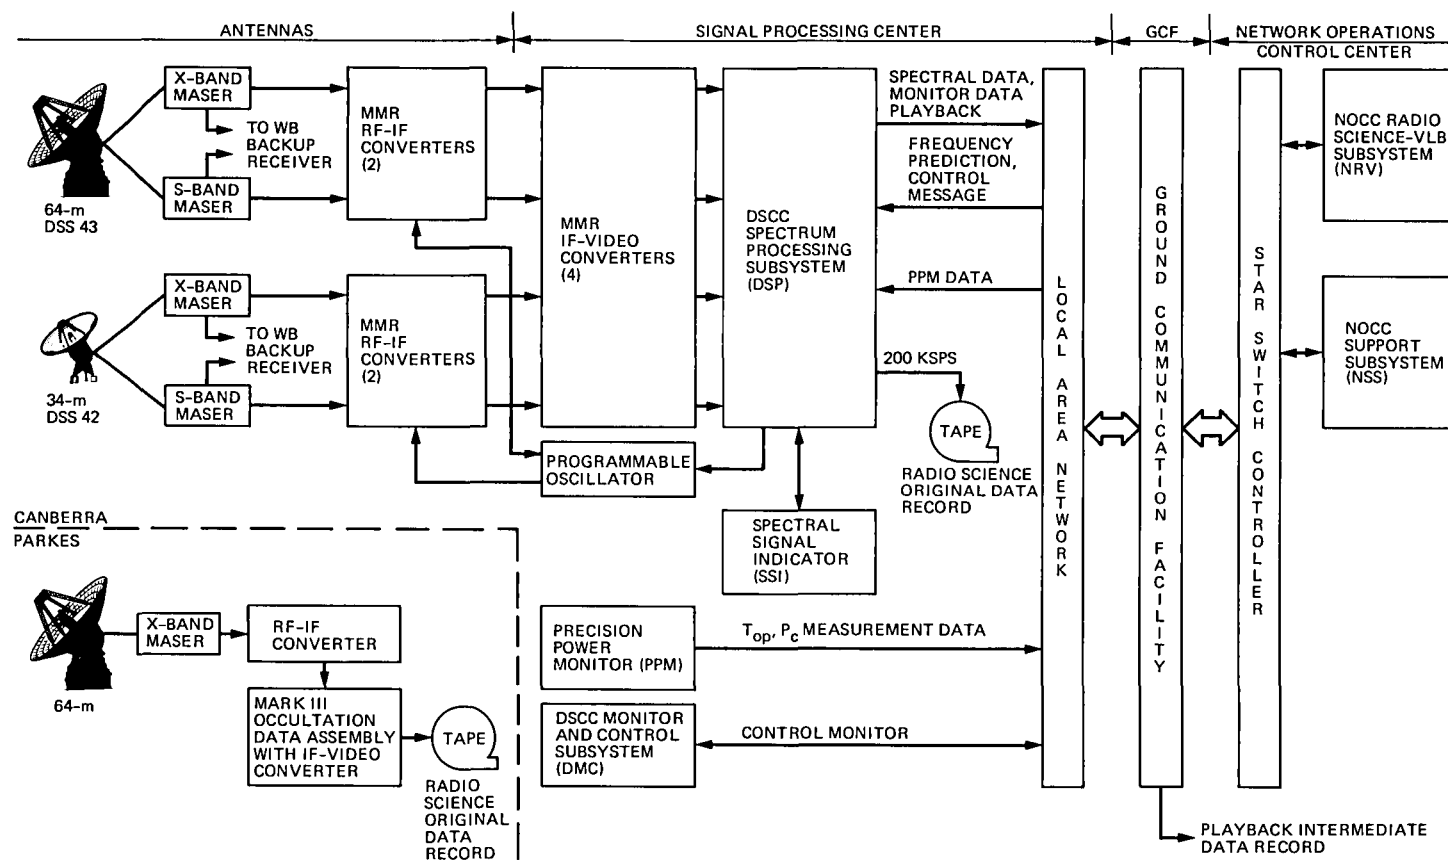 ANTENNAS
SIGNAL PROCESSING CENTER
GCF
NETWORK OPERATIONS
CONTROL CENTER
X-BAND
MASER
TO WB
BACKUP
RECEIVER
S-BAND
MASER
64-m
DSS 43
MMR
RF-IF
CONVERTERS
(2)
X-BAND
MASER
TO WB
BACKUP
RECEIVER
S-BAND
MASER
34-m
DSS 42
MMR
RF-IF
CONVERTERS
(2)
MMR
IF-VIDEO
CONVERTERS
(4)
PROGRAMMABLE
OSCILLATOR
DSCC
SPECTRUM
PROCESSING
SUBSYSTEM
(DSP)
SPECTRAL
SIGNAL
INDICATOR
(SSI)
SPECTRAL DATA,
MONITOR DATA
PLAYBACK
FREQUENCY
PREDICTION,
CONTROL
MESSAGE
PPM DATA
200 KSPS
TAPE
RADIO SCIENCE
ORIGINAL DATA
RECORD
LOCAL AREA NETWORK
GROUND COMMUNICATION FACILITY
STAR SWITCH CONTROLLER
NOCC RADIO
SCIENCE-VLB
SUBSYSTEM
(NRV)
NOCC
SUPPORT
SUBSYSTEM
(NSS)
CANBERRA
PARKES
64-m
X-BAND
MASER
RF-IF
CONVERTER
MARK III
OCCULTATION
DATA ASSEMBLY
WITH IF-VIDEO
CONVERTER
TAPE
RADIO
SCIENCE
ORIGINAL
DATA
RECORD
PRECISION
POWER
MONITOR (PPM)
Top, Pc MEASUREMENT DATA
DSCC MONITOR
AND CONTROL
SUBSYSTEM
(DMC)
CONTROL MONITOR
PLAYBACK INTERMEDIATE
DATA RECORD